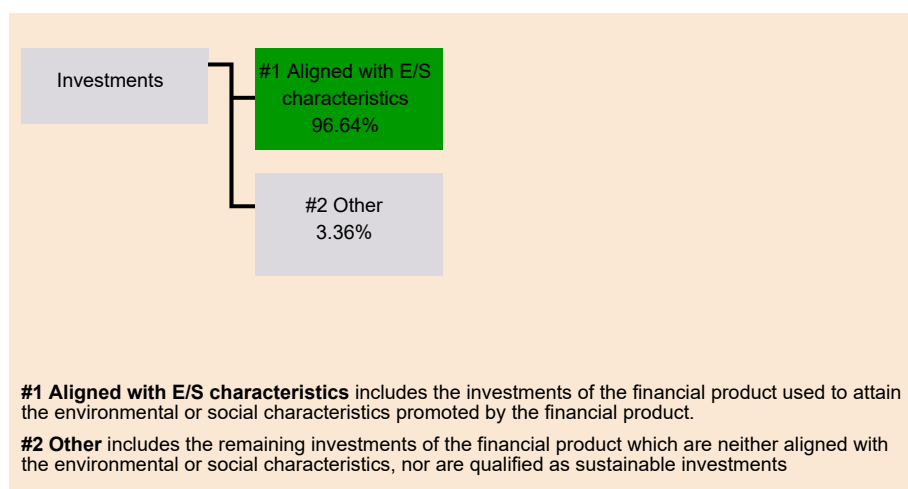 Investments
#1 Aligned with E/S
characteristics
96.64%
#2 Other
3.36%
#1 Aligned with E/S characteristics includes the investments of the financial product used to attain
the environmental or social characteristics promoted by the financial product.
#2 Other includes the remaining investments of the financial product which are neither aligned with
the environmental or social characteristics, nor are qualified as sustainable investments